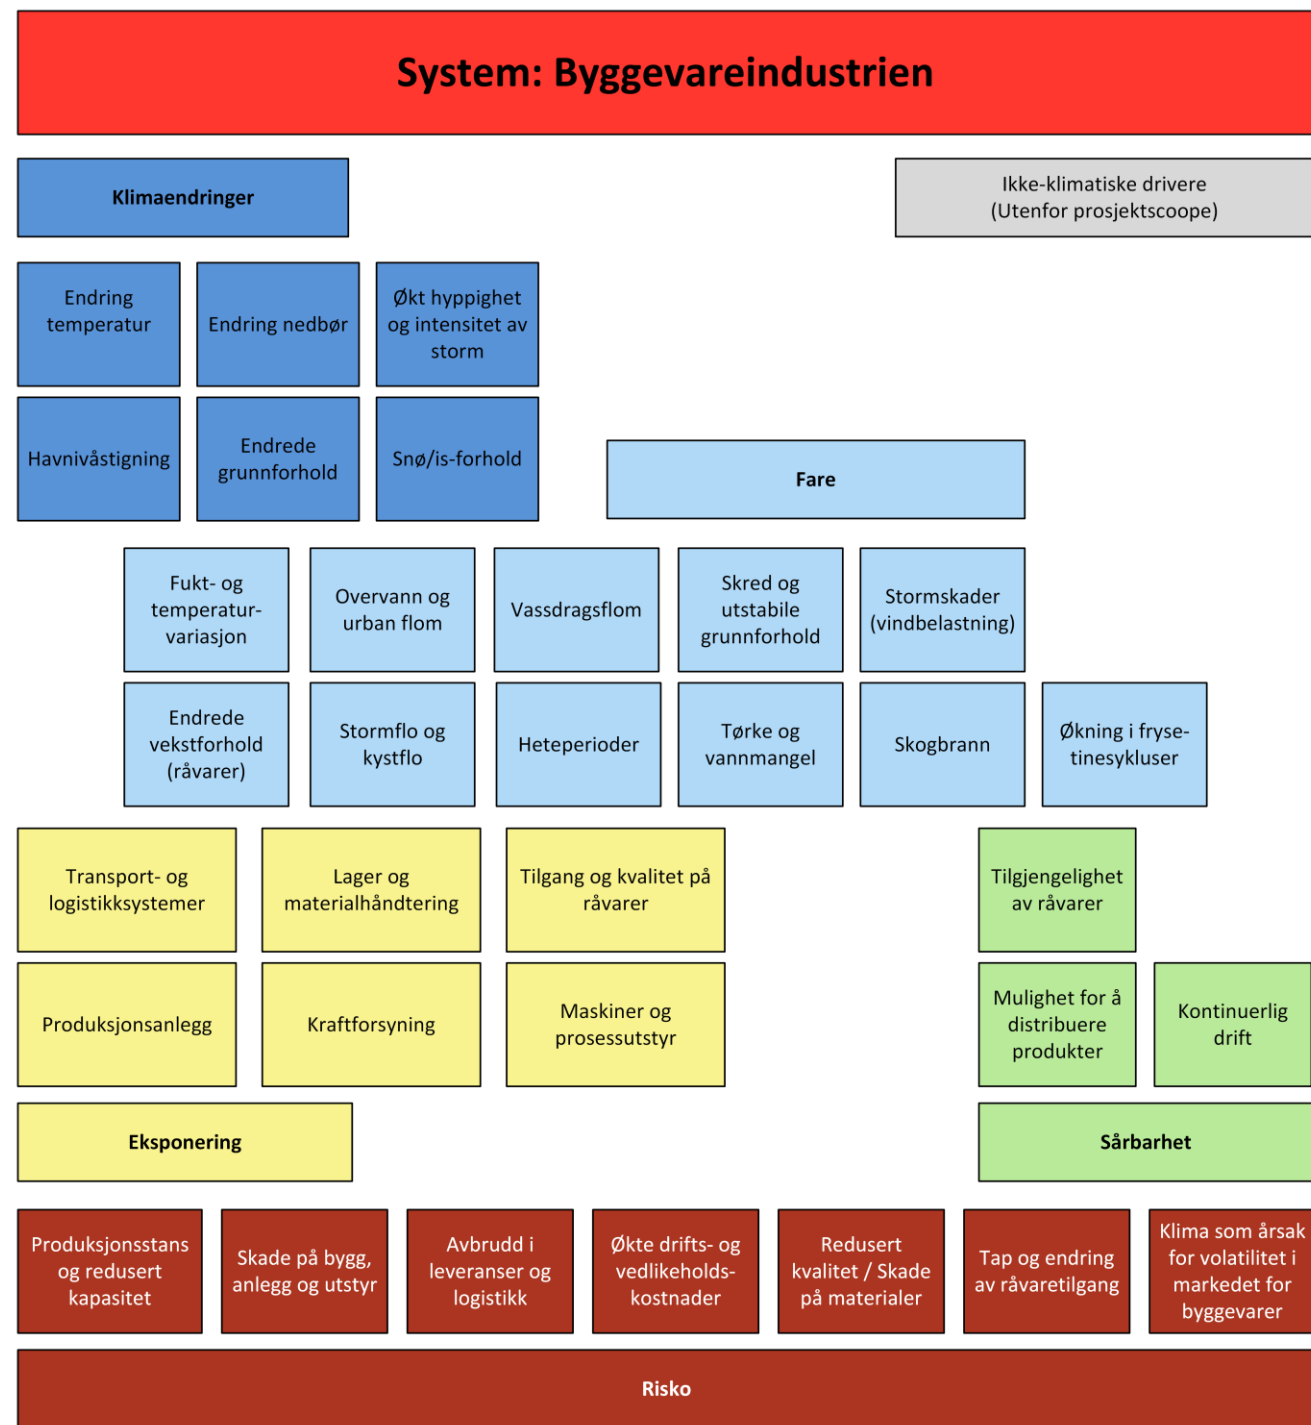 System: Byggevareindustrien
Klimaendringer
Ikke-klimatiske drivere
(Utenfor prosjektscoope)
Endring
temperatur
Endring nedbør
Økt hyppighet
og intensitet av
storm
Havnivåstigning
Endrede
grunnforhold
Snø/is-forhold
Fare
Fukt- og
temperatur-
variasjon
Overvann og
urban flom
Vassdragsflom
Skred og
utstabile
grunnforhold
Stormskader
(vindbelastning)
Endrede
vekstforhold
(råvarer)
Stormflo og
kystflo
Heteperioder
Tørke og
vannmangel
Skogbrann
Økning i fryse-
tinesykluser
Transport- og
logistikksystemer
Lager og
materialhåndtering
Tilgang og kvalitet på
råvarer
Tilgjengelighet
av råvarer
Produksjonsanlegg
Kraftforsyning
Maskiner og
prosessutstyr
Mulighet for å
distribuere
produkter
Kontinuerlig
drift
Eksponering
Sårbarhet
Produksjonsstans
og redusert
kapasitet
Skade på bygg,
anlegg og utstyr
Avbrudd i
leveranser og
logistikk
Økte drifts- og
vedlikeholds-
kostnader
Redusert
kvalitet / Skade
på materialer
Tap og endring
av råvaretilgang
Klima som årsak
for volatilitet i
markedet for
byggevarer
Risko